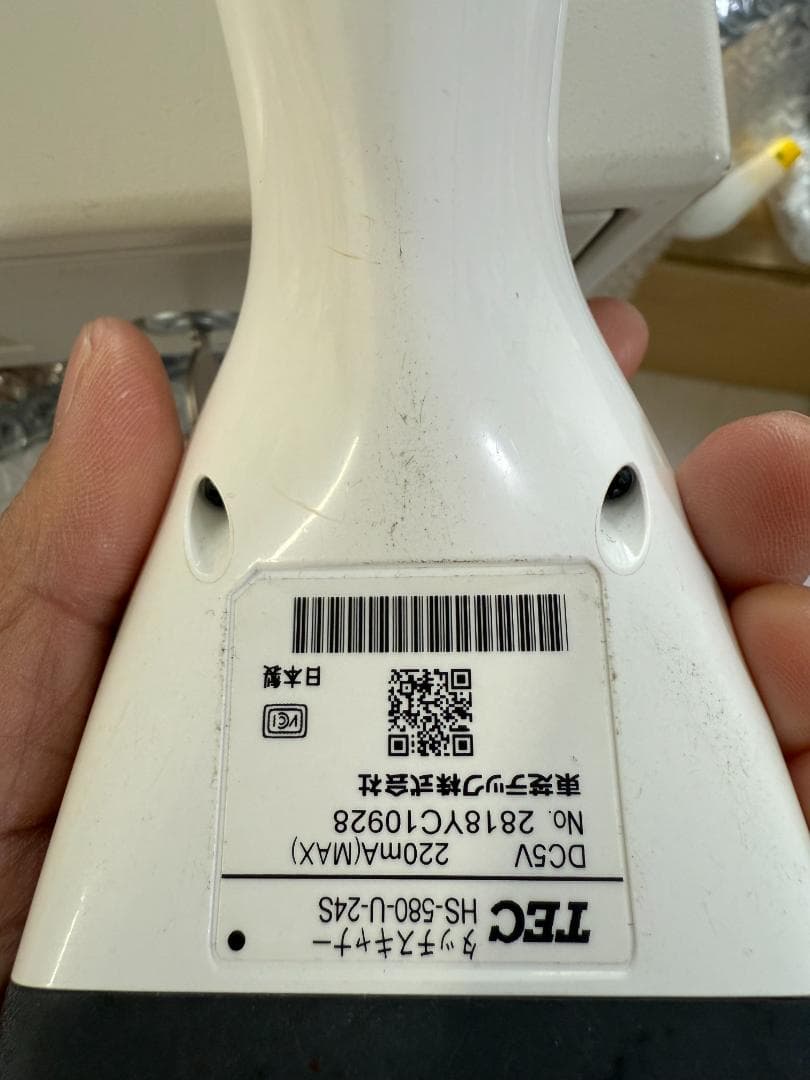 タッチスキャナー
TEC HS-580-U-24S
DC5V 220mA(MAX)
No. 2818YC10928
東芝テック株式会社
VCI
日本製